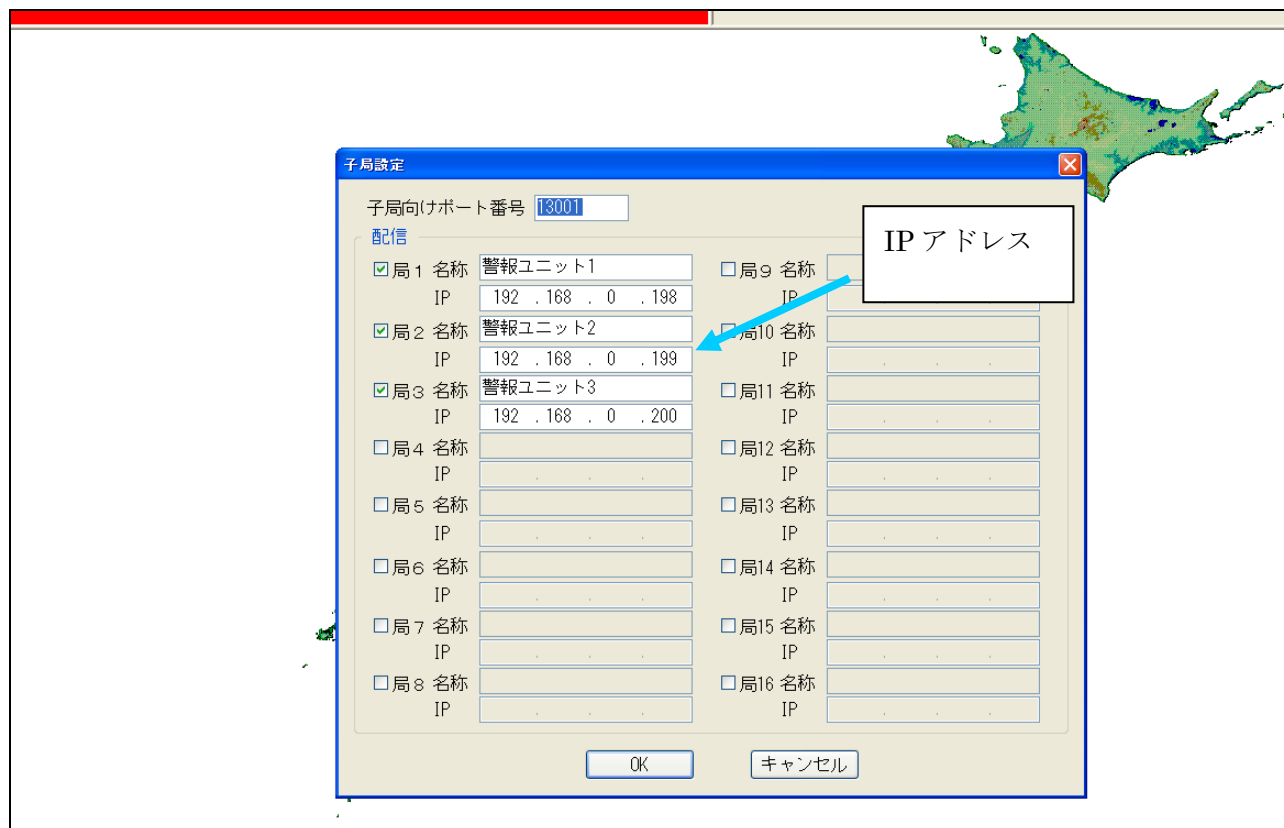 子局設定
子局向けポート番号 13001
配信
IP アドレス
局1 名称 警報ユニット1
IP 192 . 168 . 0 . 198
局2 名称 警報ユニット2
IP 192 . 168 . 0 . 199
局3 名称 警報ユニット3
IP 192 . 168 . 0 . 200
局4 名称
IP . . .
局5 名称
IP . . .
局6 名称
IP . . .
局7 名称
IP . . .
局8 名称
IP . . .
局9 名称
IP
局10 名称
IP . . .
局11 名称
IP . . .
局12 名称
IP . . .
局13 名称
IP . . .
局14 名称
IP . . .
局15 名称
IP . . .
局16 名称
IP . . .
OK キャンセル